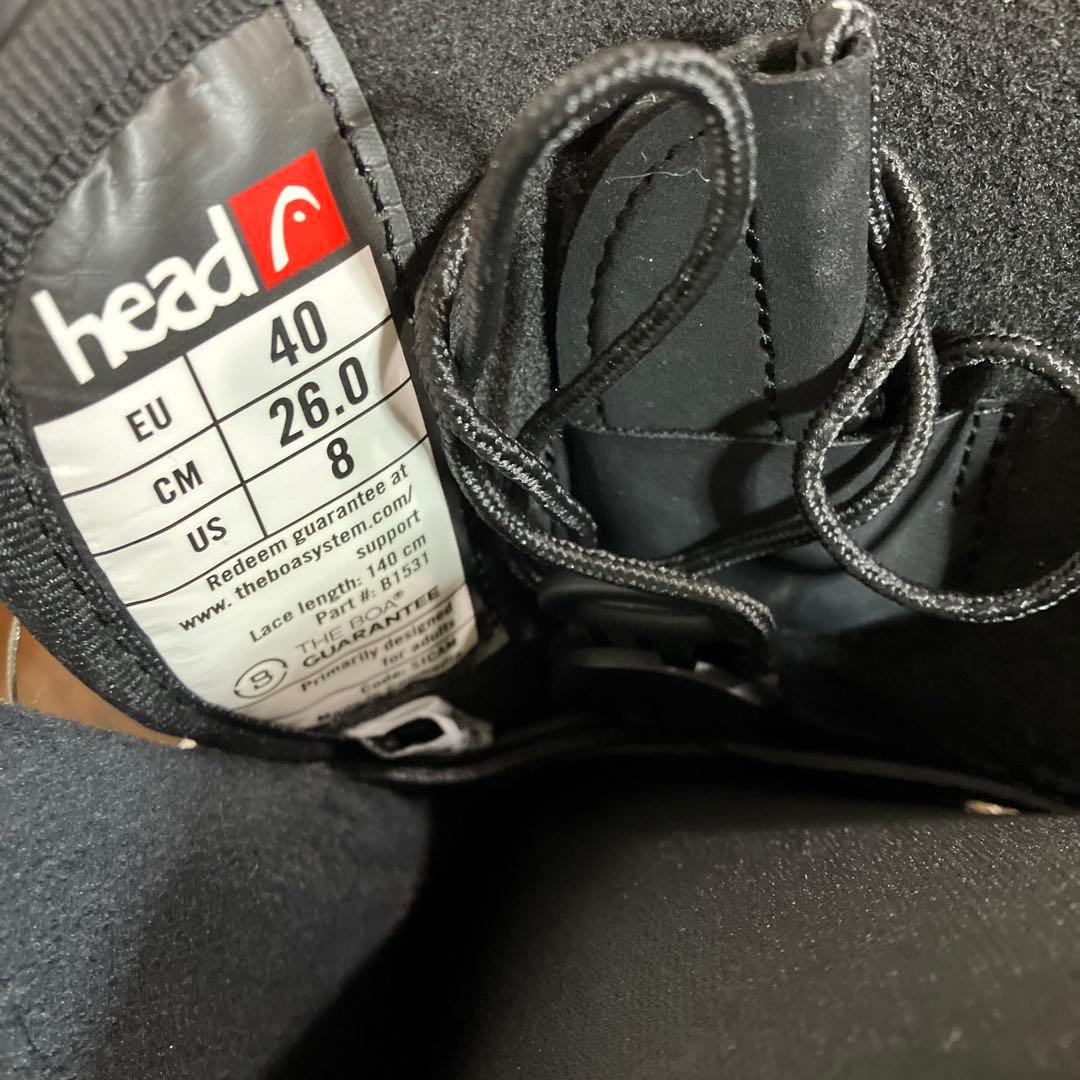 head
EU 40
CM 26.0
US 8
Redeem guarantee at
www.theboasystem.com/
support
Lace length: 140 cm
Part #: B1531
THE BOA®
GUARANTEE
Primarily designed
for adults
Code: